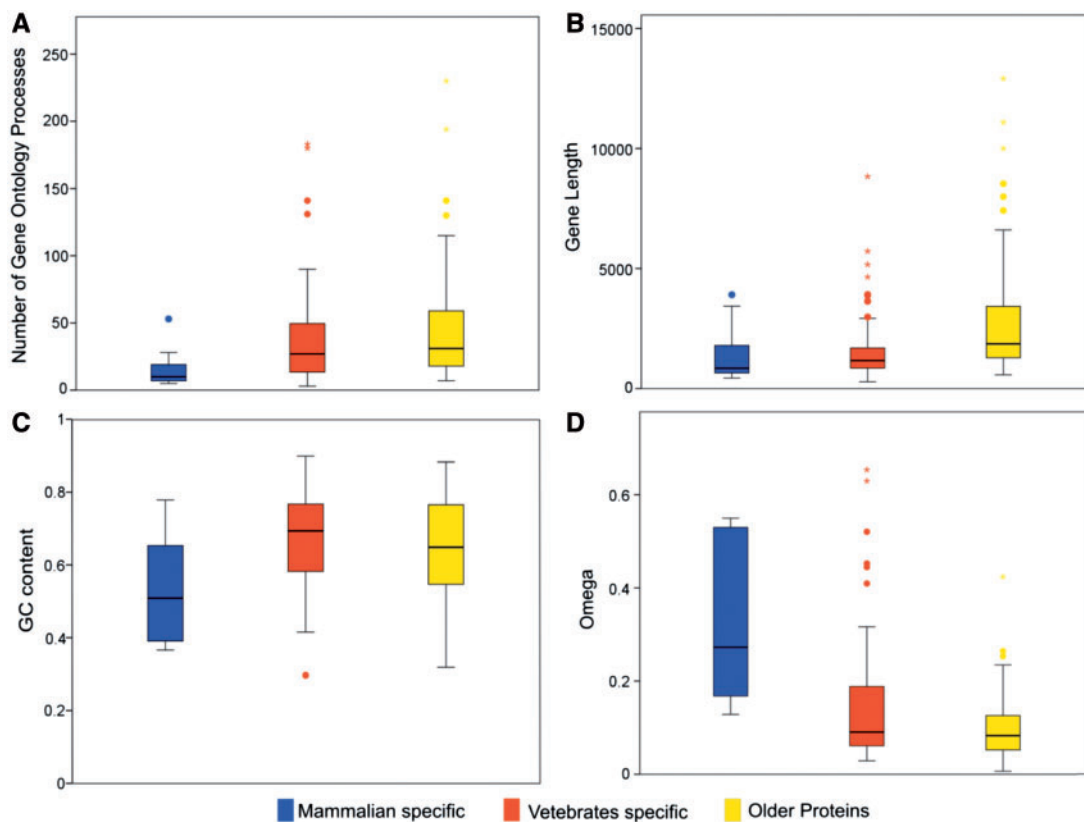 A
Number of Gene Ontology Processes
250
200
150
100
50
0
B
Gene Length
15000
10000
5000
0
C
GC content
1
0.8
0.6
0.4
0.2
0
D
Omega
0.6
0.4
0.2
0
Mammalian specific
Vetebrates specific
Older Proteins